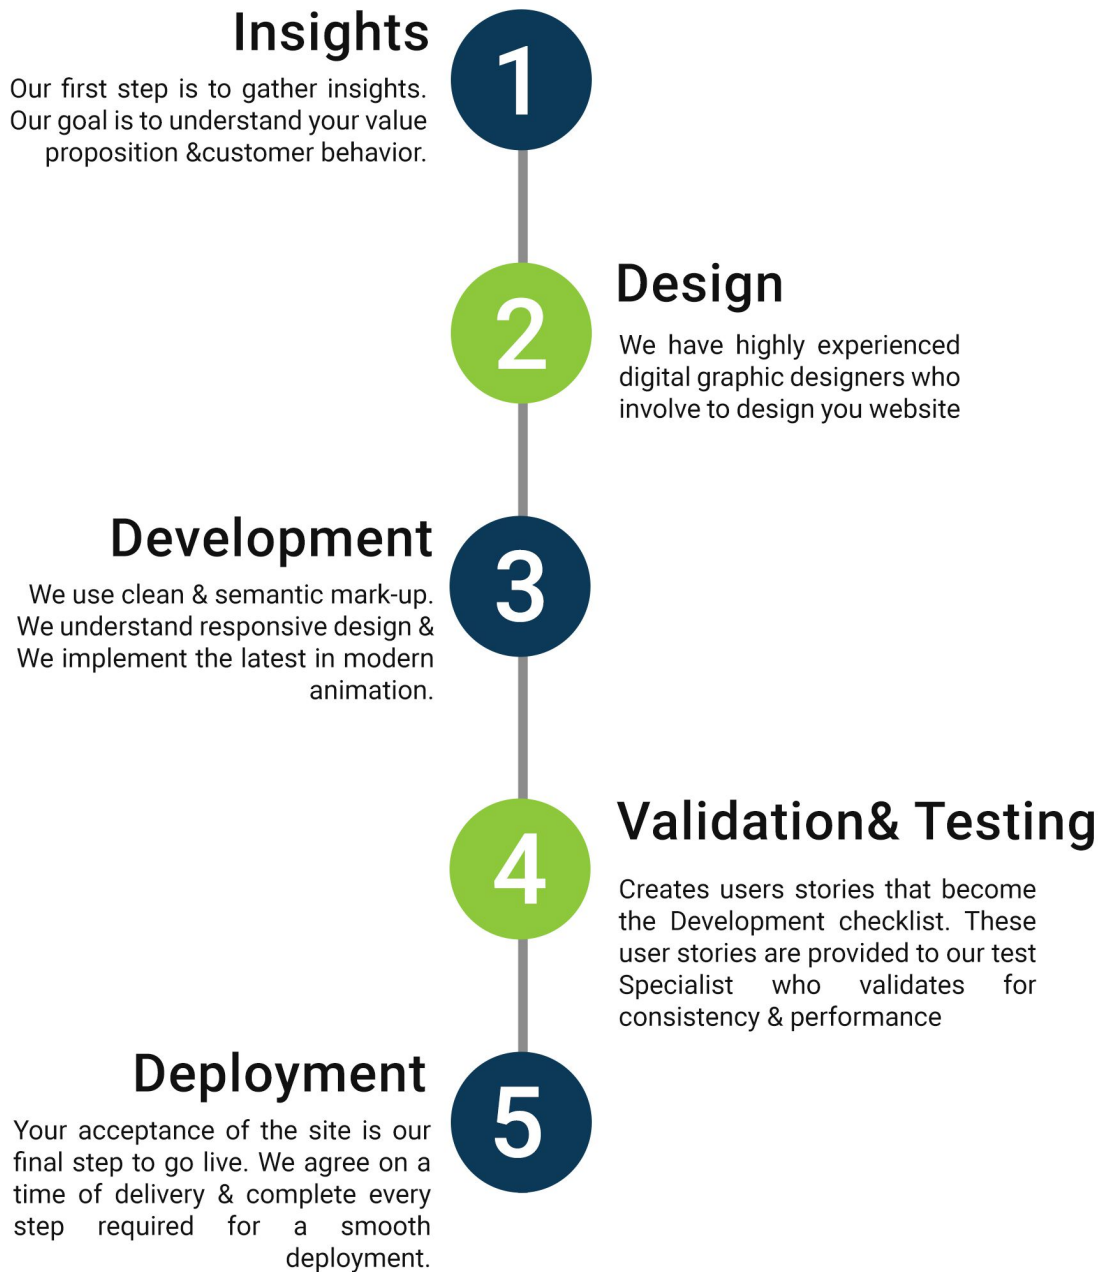 Insights
1
Our first step is to gather insights.
Our goal is to understand your value
proposition &customer behavior.
2
Design
We have highly experienced
digital graphic designers who
involve to design you website
Development
3
We use clean & semantic mark-up.
We understand responsive design &
We implement the latest in modern
animation.
4
Validation& Testing
Creates users stories that become
the Development checklist. These
user stories are provided to our test
Specialist who validates for
consistency & performance
Deployment
5
Your acceptance of the site is our
final step to go live. We agree on a
time of delivery & complete every
step required for a smooth
deployment.